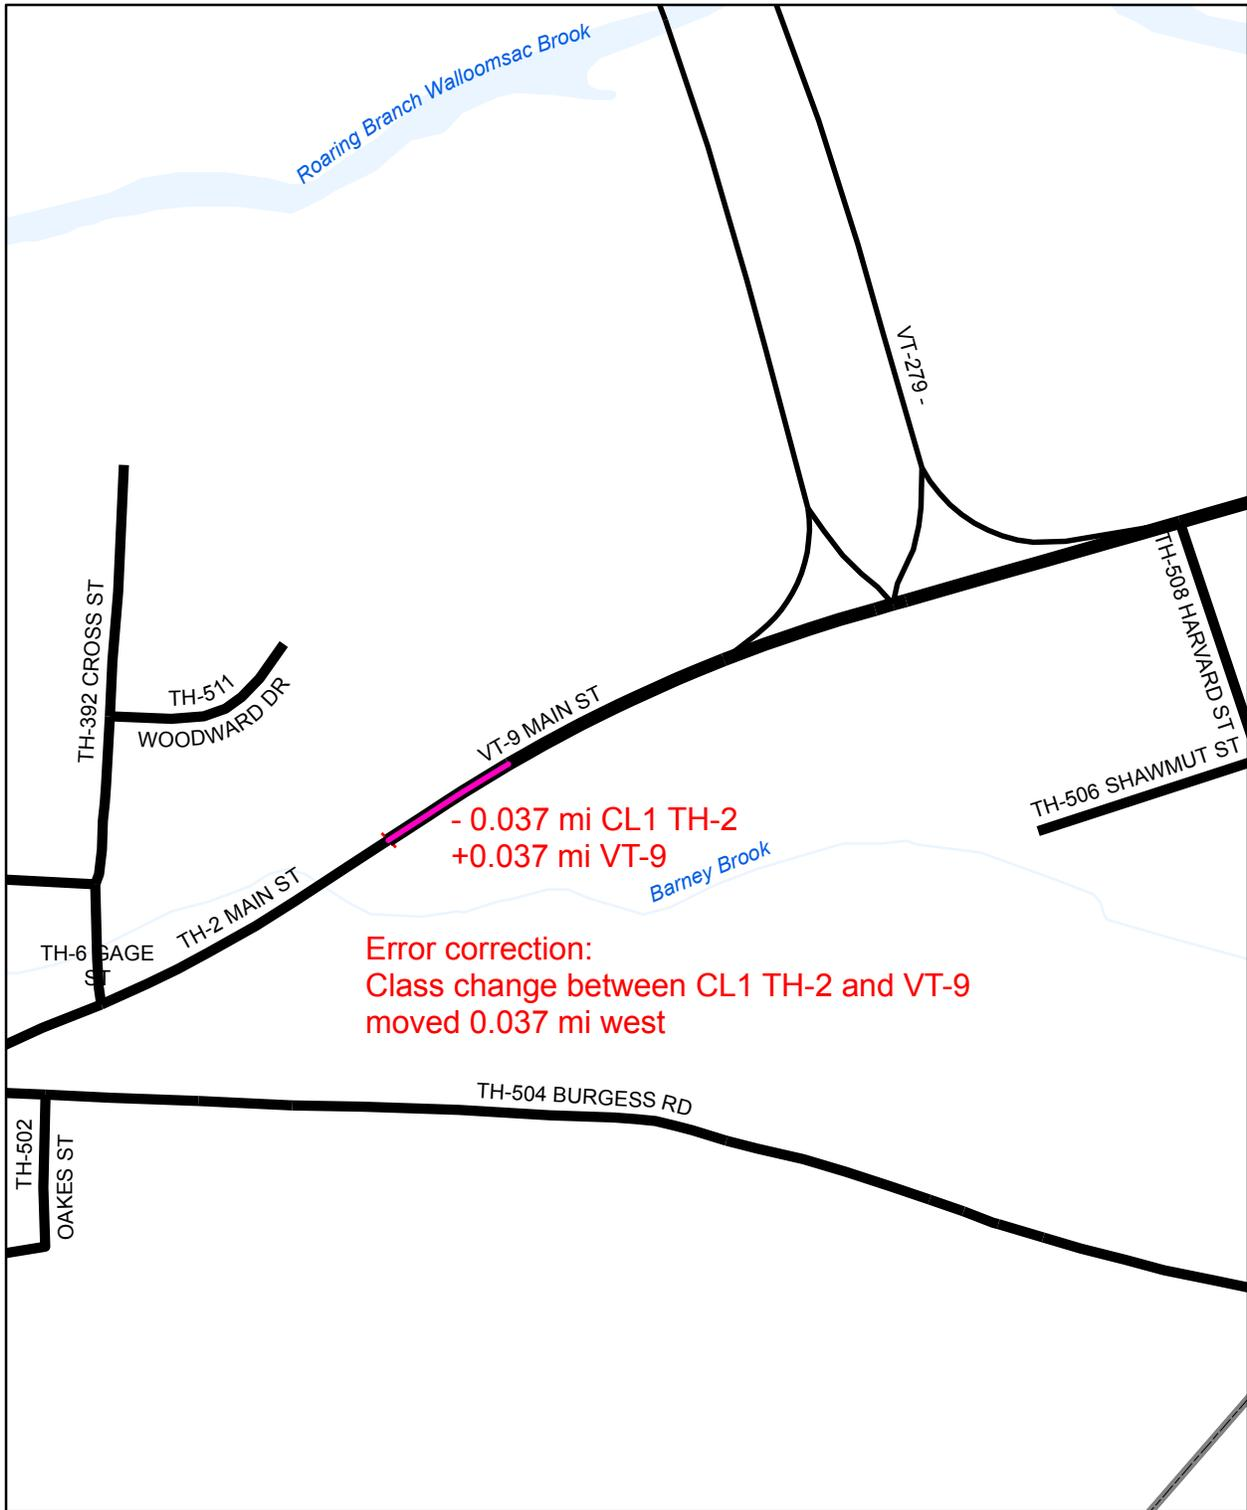 Roaring Branch Walloomsac Brook
VT-279 -
TH-392 CROSS ST
TH-511
WOODWARD DR
TH-508 HARVARD ST
TH-506 SHAWMUT ST
VT-9 MAIN ST
- 0.037 mi CL1 TH-2
+0.037 mi VT-9
Barney Brook
TH-2 MAIN ST
TH-6 GAGE
ST
Error correction:
Class change between CL1 TH-2 and VT-9
moved 0.037 mi west
TH-504 BURGESS RD
TH-502
OAKES ST